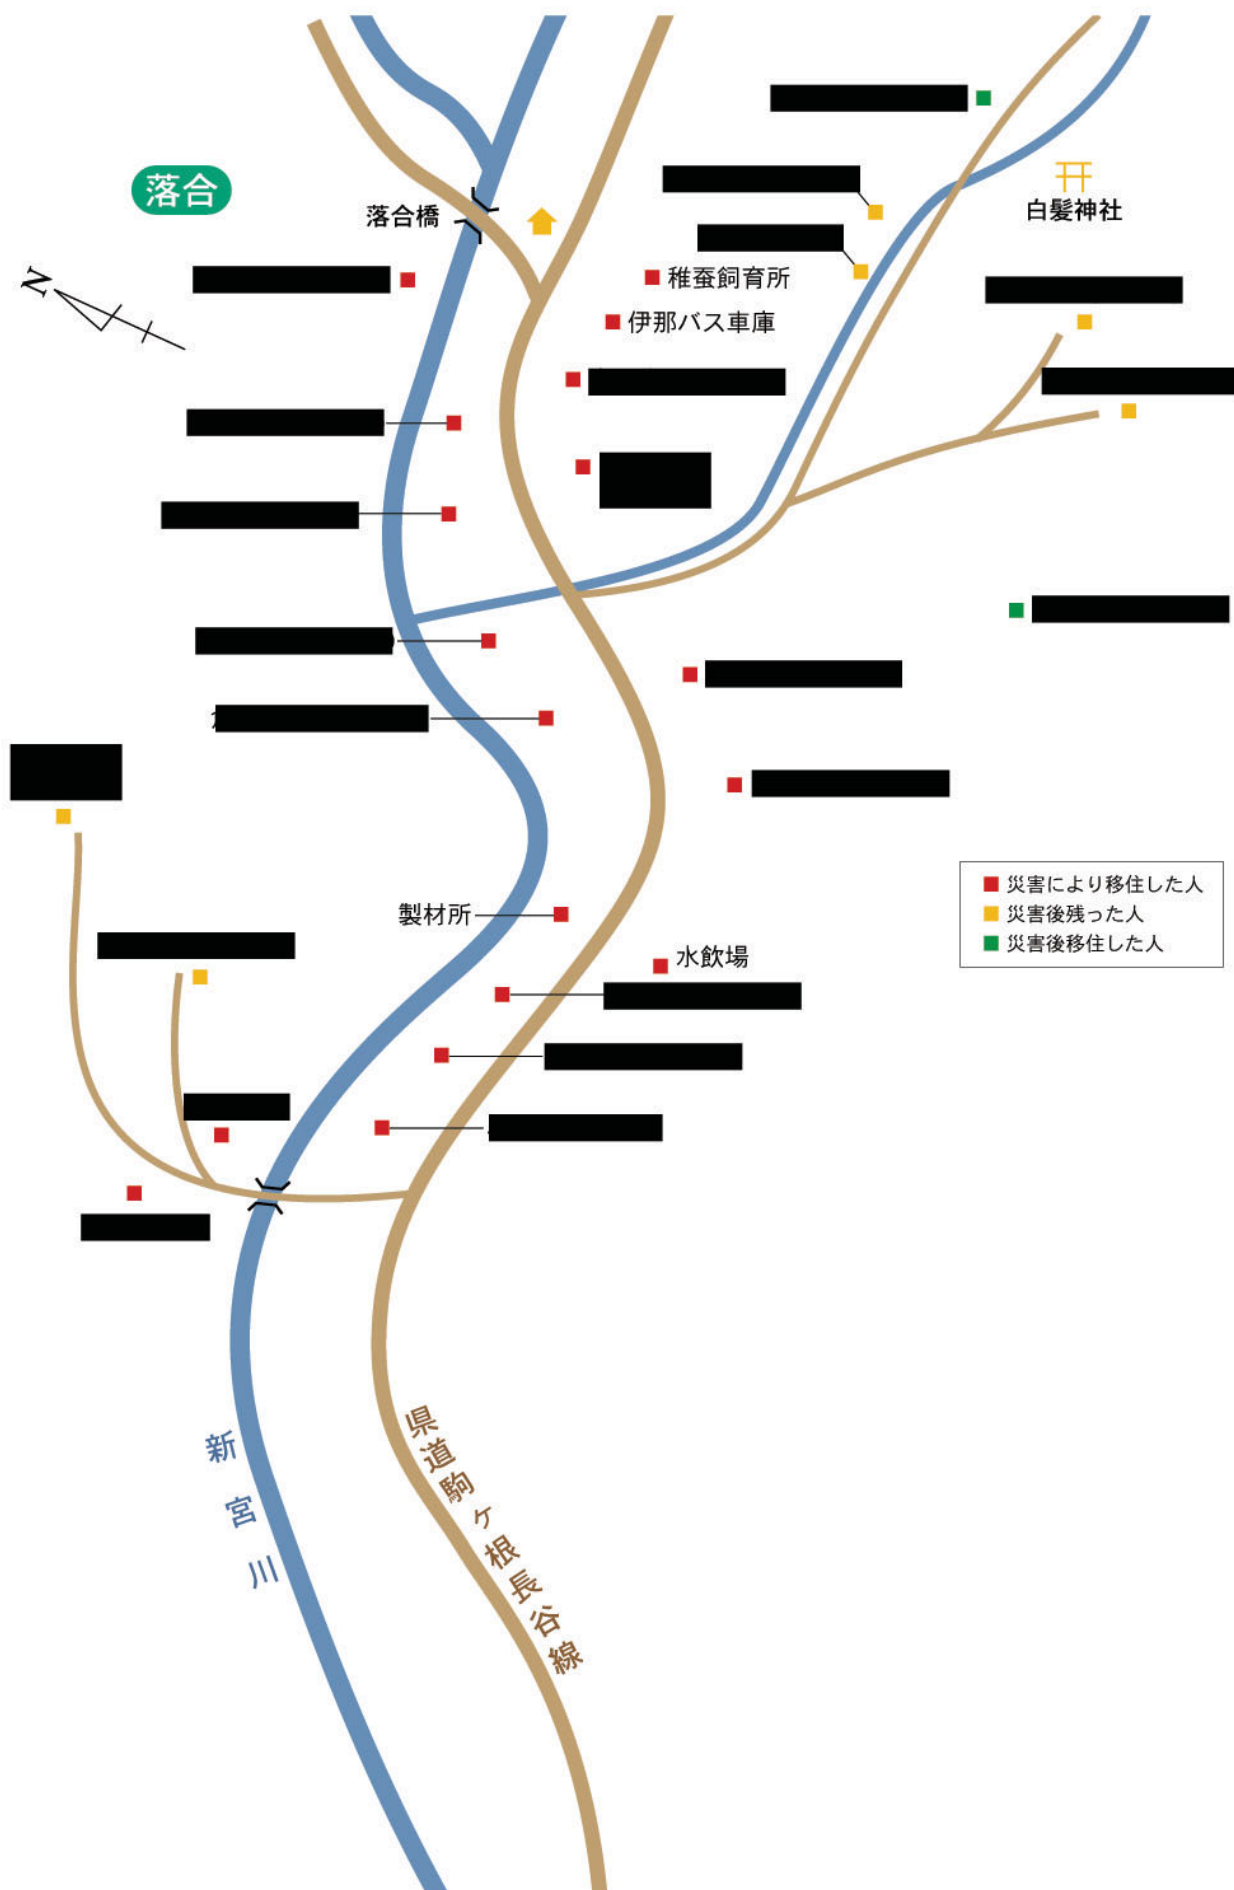 落合
落合橋
N
白髪神社
稚蚕飼育所
伊那バス車庫
製材所
水飲場
災害により移住した人
災害後残った人
災害後移住した人
新宮川
県道駒ヶ根長谷線